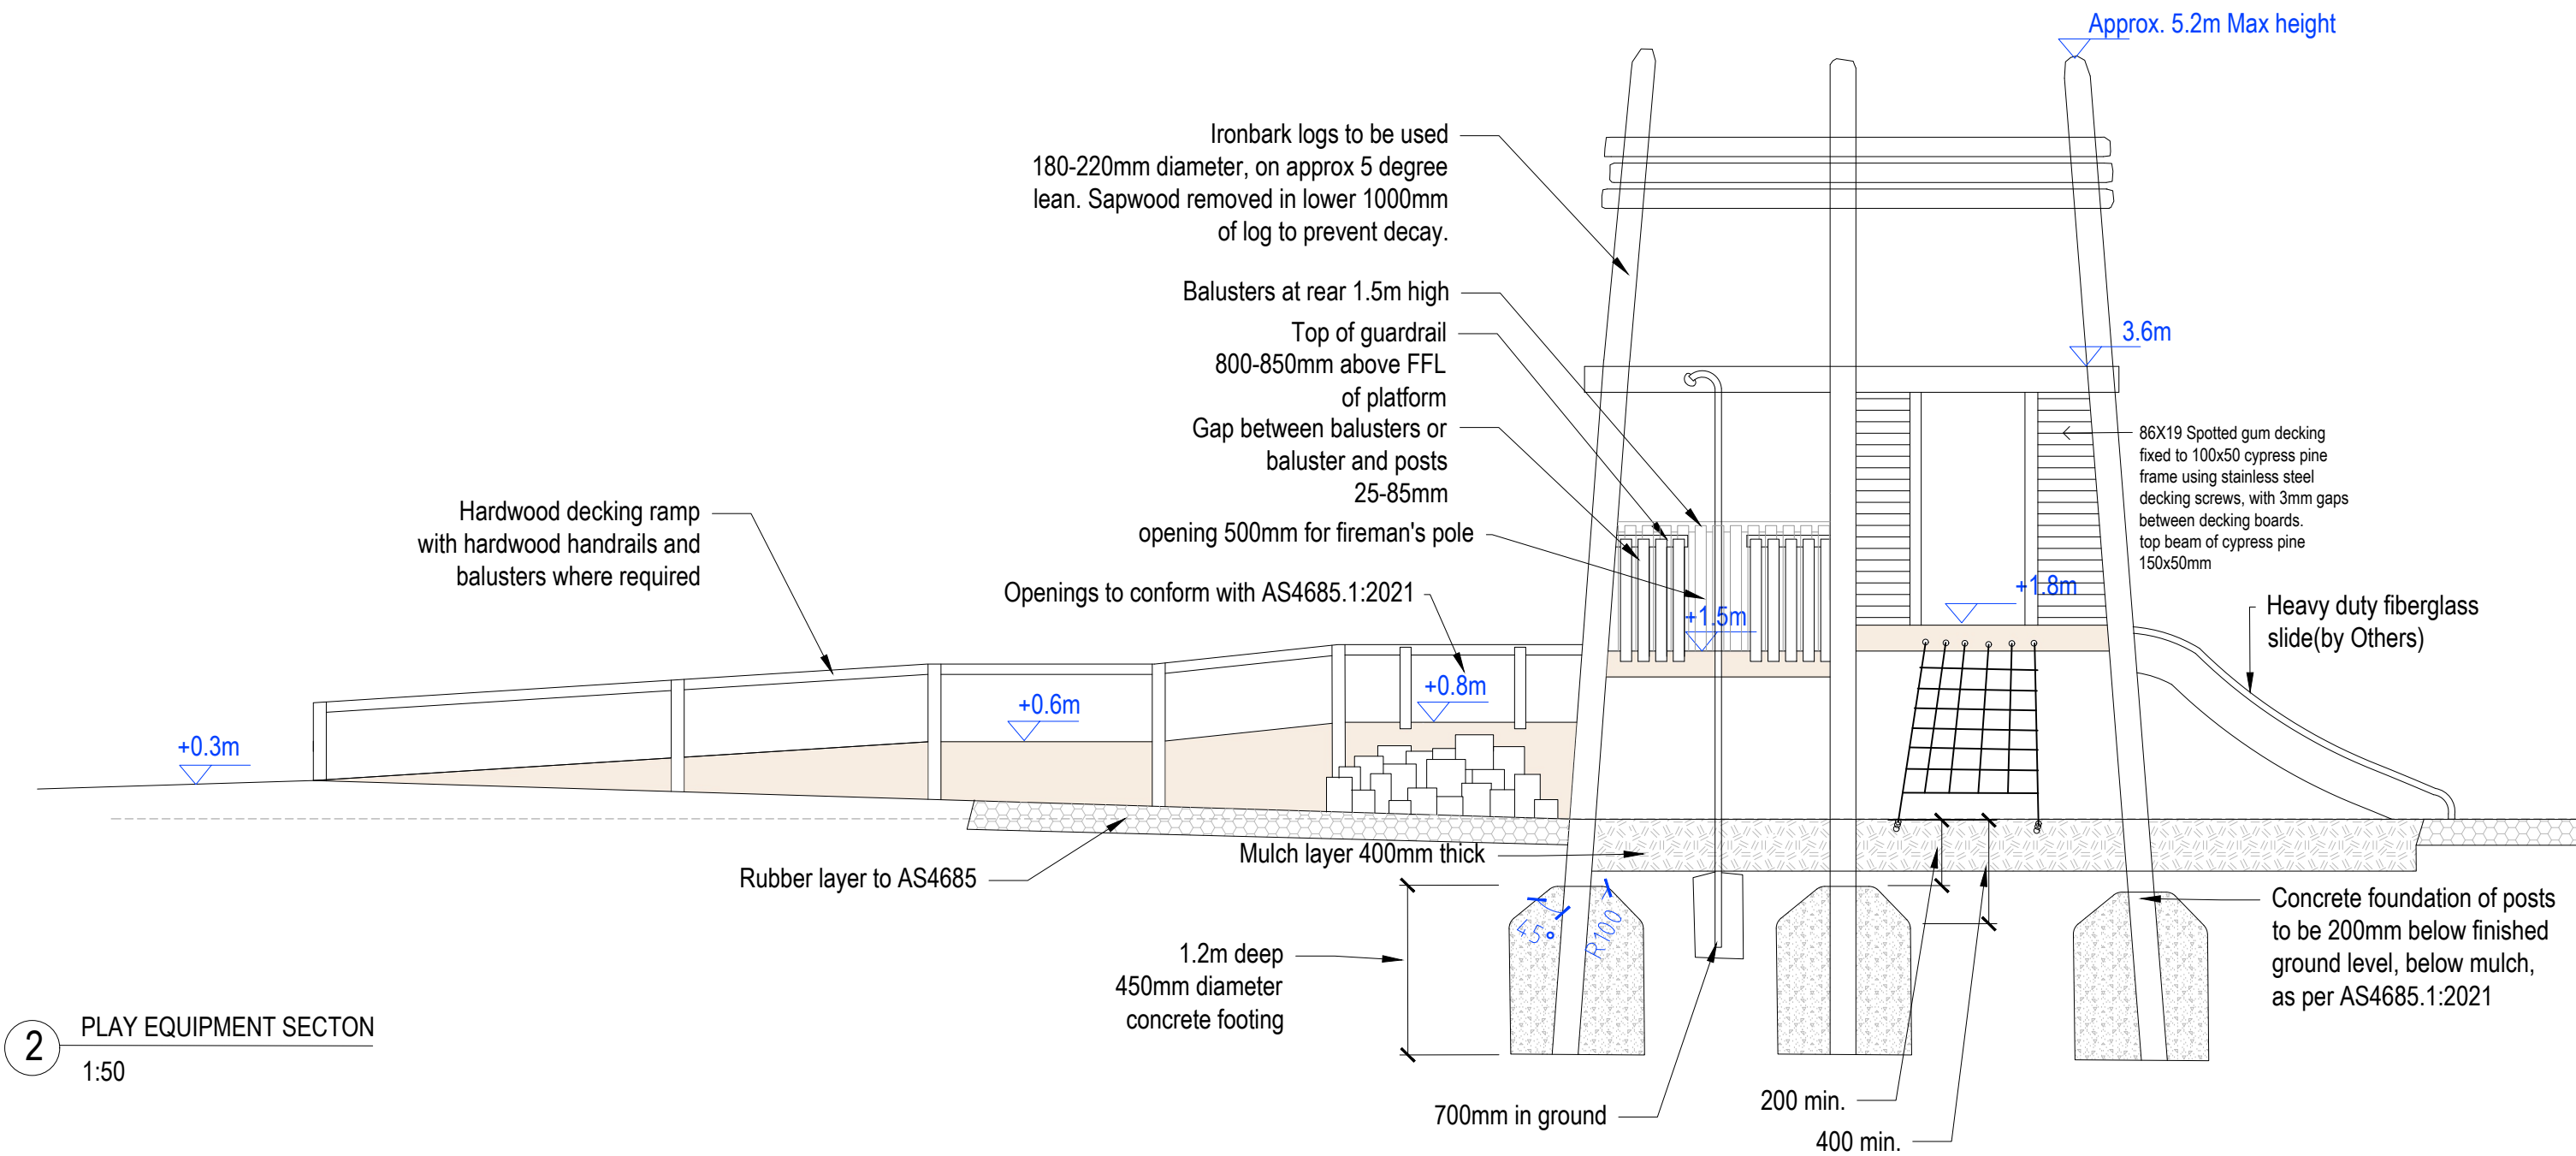 Approx. 5.2m Max height
Ironbark logs to be used
180-220mm diameter, on approx 5 degree
lean. Sapwood removed in lower 1000mm
of log to prevent decay.
Balusters at rear 1.5m high
Top of guardrail
800-850mm above FFL
of platform
Gap between balusters or
baluster and posts
25-85mm
opening 500mm for fireman's pole
Openings to conform with AS4685.1:2021
3.6m
86X19 Spotted gum decking
fixed to 100x50 cypress pine
frame using stainless steel
decking screws, with 3mm gaps
between decking boards.
top beam of cypress pine
150x50mm
Hardwood decking ramp
with hardwood handrails and
balusters where required
+1.8m
+1.5m
Heavy duty fiberglass
slide(by Others)
+0.8m
+0.6m
+0.3m
Mulch layer 400mm thick
Rubber layer to AS4685
45°
R100
Concrete foundation of posts
to be 200mm below finished
ground level, below mulch,
as per AS4685.1:2021
1.2m deep
450mm diameter
concrete footing
2
PLAY EQUIPMENT SECTON
1:50
700mm in ground
200 min.
400 min.